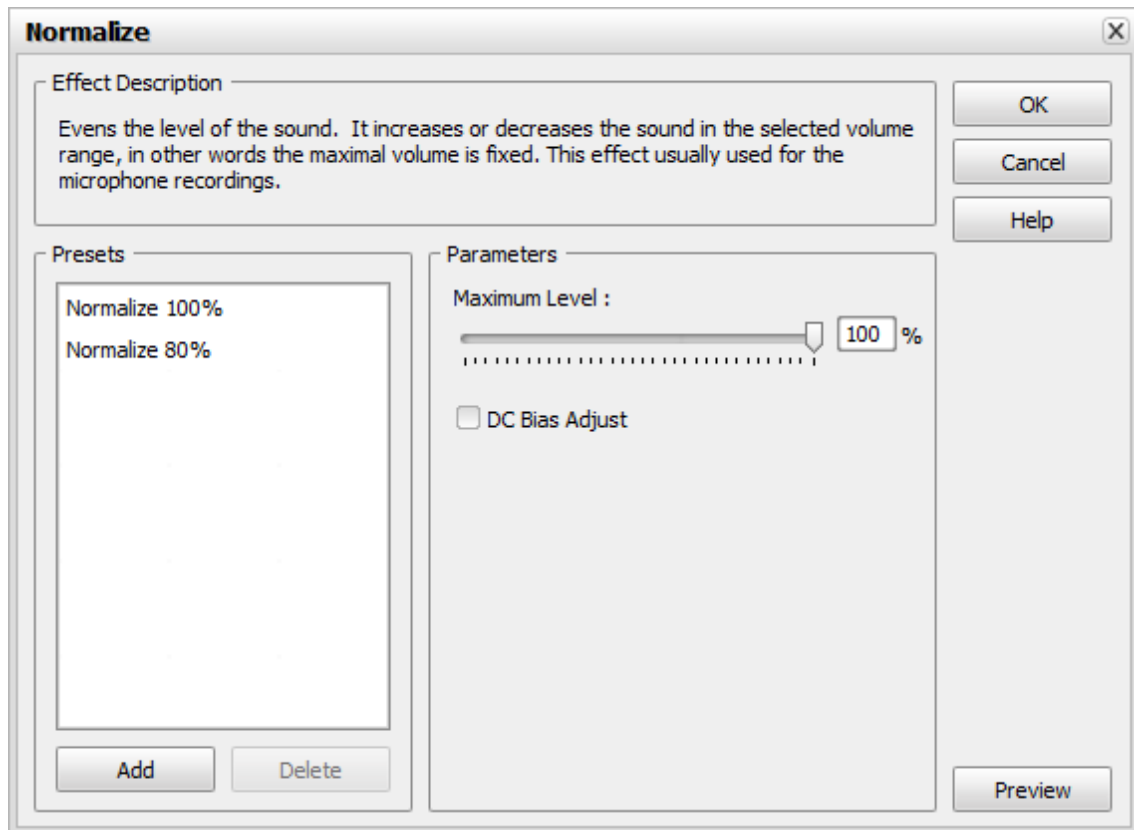 Normalize
Effect Description
Evens the level of the sound.  It increases or decreases the sound in the selected volume
range, in other words the maximal volume is fixed. This effect usually used for the
microphone recordings.
OK
Cancel
Help
Presets
Normalize 100%
Normalize 80%
Add
Delete
Parameters
Maximum Level :
100 %
DC Bias Adjust
Preview